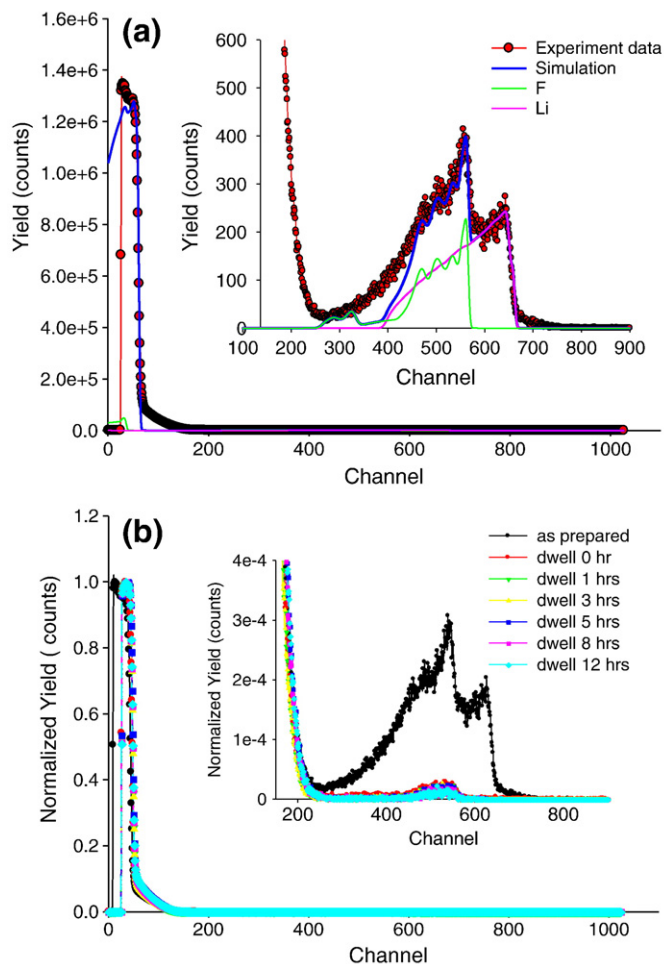 (a)
Yield (counts)
1.6e+6
1.4e+6
1.2e+6
1.0e+6
8.0e+5
6.0e+5
4.0e+5
2.0e+5
0.0
0 200 400 600 800 1000
Channel
Yield (counts)
600
500
400
300
200
100
0
100 200 300 400 500 600 700 800 900
Channel
Experiment data
Simulation
F
Li
(b)
Normalized Yield ( counts)
1.2
1.0
0.8
0.6
0.4
0.2
0.0
0 200 400 600 800 1000
Channel
Normalized Yield (counts)
4e-4
3e-4
2e-4
1e-4
0
200 400 600 800
Channel
as prepared
dwell 0 hr
dwell 1 hrs
dwell 3 hrs
dwell 5 hrs
dwell 8 hrs
dwell 12 hrs